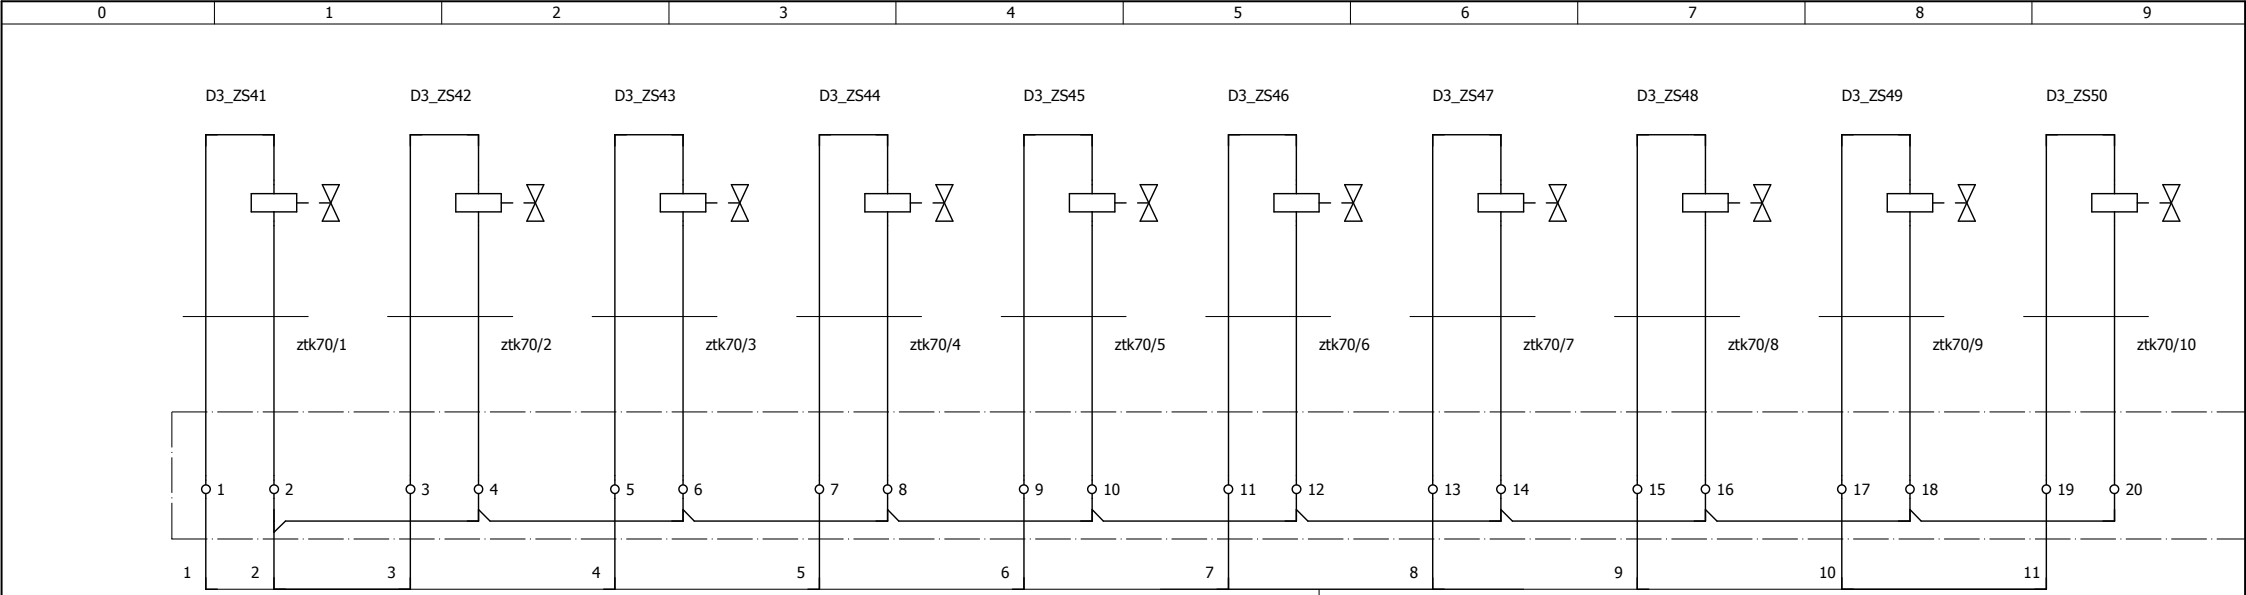 0 1 2 3 4 5 6 7 8 9
D3_ZS41 D3_ZS42 D3_ZS43 D3_ZS44 D3_ZS45 D3_ZS46 D3_ZS47 D3_ZS48 D3_ZS49 D3_ZS50
ztk70/1 ztk70/2 ztk70/3 ztk70/4 ztk70/5 ztk70/6 ztk70/7 ztk70/8 ztk70/9 ztk70/10
1 2 3 4 5 6 7 8 9 10 11 12 13 14 15 16 17 18 19 20
1 2 3 4 5 6 7 8 9 10 11